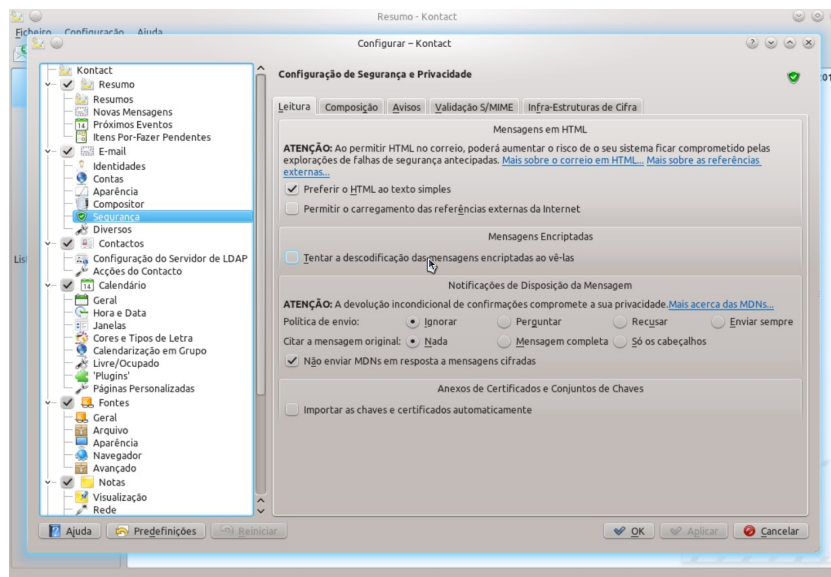 Resumo - Kontact
Ficheiro Configuração Ajuda
Configurar – Kontact
Kontact
Resumo
Resumos
Novas Mensagens
Próximos Eventos
Itens Por-Fazer Pendentes
E-mail
Identidades
Contas
Aparência
Compositor
Segurança
Diversos
Contactos
Configuração do Servidor de LDAP
Acções do Contacto
Calendário
Geral
Hora e Data
Janelas
Cores e Tipos de Letra
Calendarização em Grupo
Livre/Ocupado
'Plugins'
Páginas Personalizadas
Fontes
Geral
Arquivo
Aparência
Navegador
Avançado
Notas
Visualização
Rede
Configuração de Segurança e Privacidade
Leitura Composição Avisos Validação S/MIME Infra-Estruturas de Cifra
Mensagens em HTML
ATENÇÃO: Ao permitir HTML no correio, poderá aumentar o risco de o seu sistema ficar comprometido pelas
explorações de falhas de segurança antecipadas. Mais sobre o correio em HTML... Mais sobre as referências
externas...
Preferir o HTML ao texto simples
Permitir o carregamento das referências externas da Internet
Mensagens Encriptadas
Tentar a descodificação das mensagens encriptadas ao vê-las
Notificações de Disposição da Mensagem
ATENÇÃO: A devolução incondicional de confirmações compromete a sua privacidade.Mais acerca das MDNs...
Política de envio: Ignorar Perguntar Recusar Enviar sempre
Citar a mensagem original: Nada Mensagem completa Só os cabeçalhos
Não enviar MDNs em resposta a mensagens cifradas
Anexos de Certificados e Conjuntos de Chaves
Importar as chaves e certificados automaticamente
Ajuda Predefinições Reiniciar OK Aplicar Cancelar